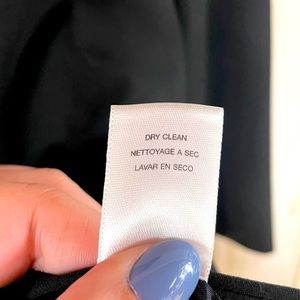 DRY CLEAN
NETTOYAGE A SEC
LAVAR EN SECO